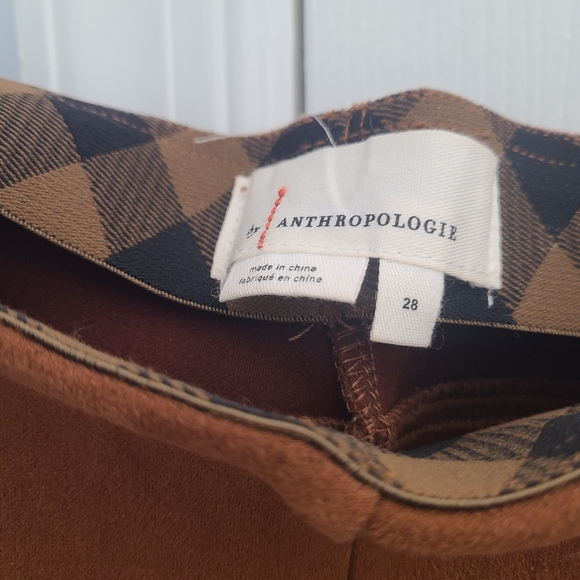 by ANTHROPOLOGIE
made in china
fabriqué en chine
28